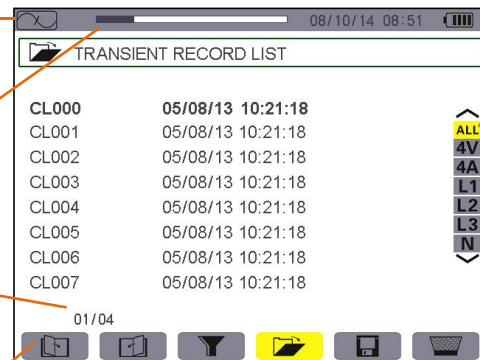 08/10/14 08:51
TRANSIENT RECORD LIST
CL000 05/08/13 10:21:18
CL001 05/08/13 10:21:18
CL002 05/08/13 10:21:18
CL003 05/08/13 10:21:18
CL004 05/08/13 10:21:18
CL005 05/08/13 10:21:18
CL006 05/08/13 10:21:18
CL007 05/08/13 10:21:18
ALL
4V
4A
L1
L2
L3
N
01/04